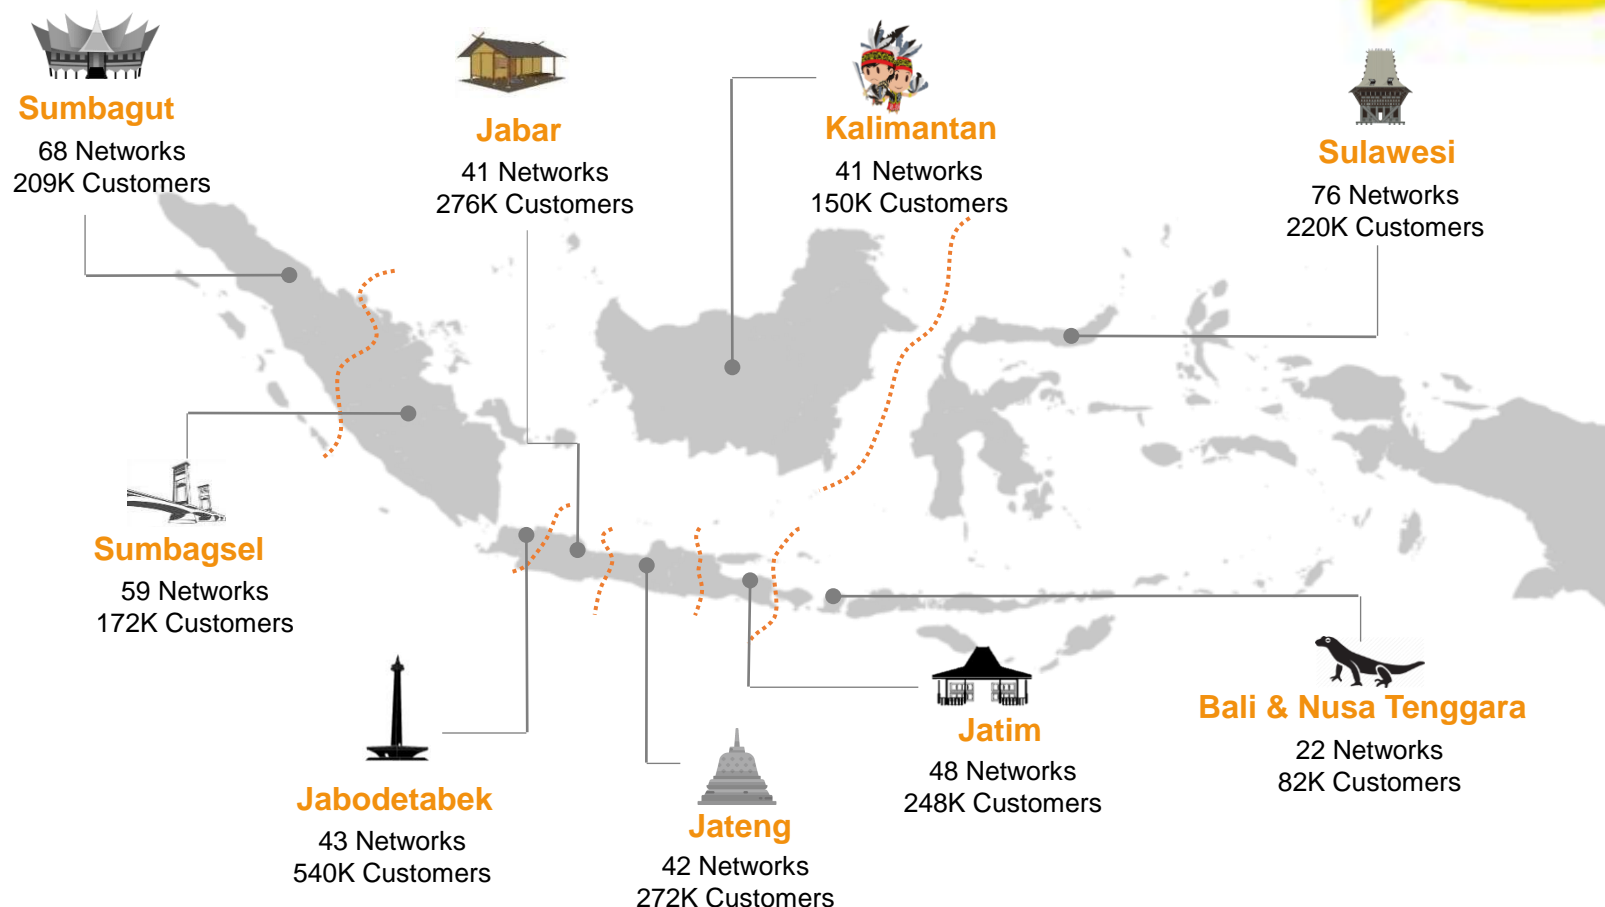 Sumbagut
68 Networks
209K Customers
Jabar
41 Networks
276K Customers
Kalimantan
41 Networks
150K Customers
Sulawesi
76 Networks
220K Customers
Sumbagsel
59 Networks
172K Customers
Jabodetabek
43 Networks
540K Customers
Jateng
42 Networks
272K Customers
Jatim
48 Networks
248K Customers
Bali & Nusa Tenggara
22 Networks
82K Customers